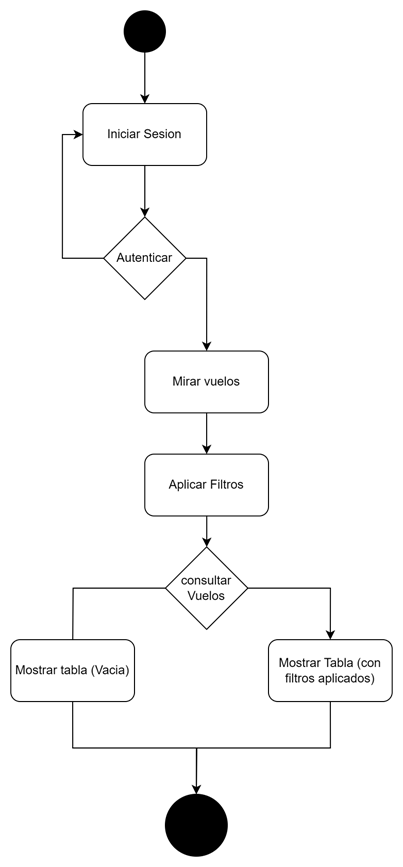 Iniciar Sesion
Autenticar
Mirar vuelos
Aplicar Filtros
consultar
Vuelos
Mostrar tabla (Vacia)
Mostrar Tabla (con
filtros aplicados)